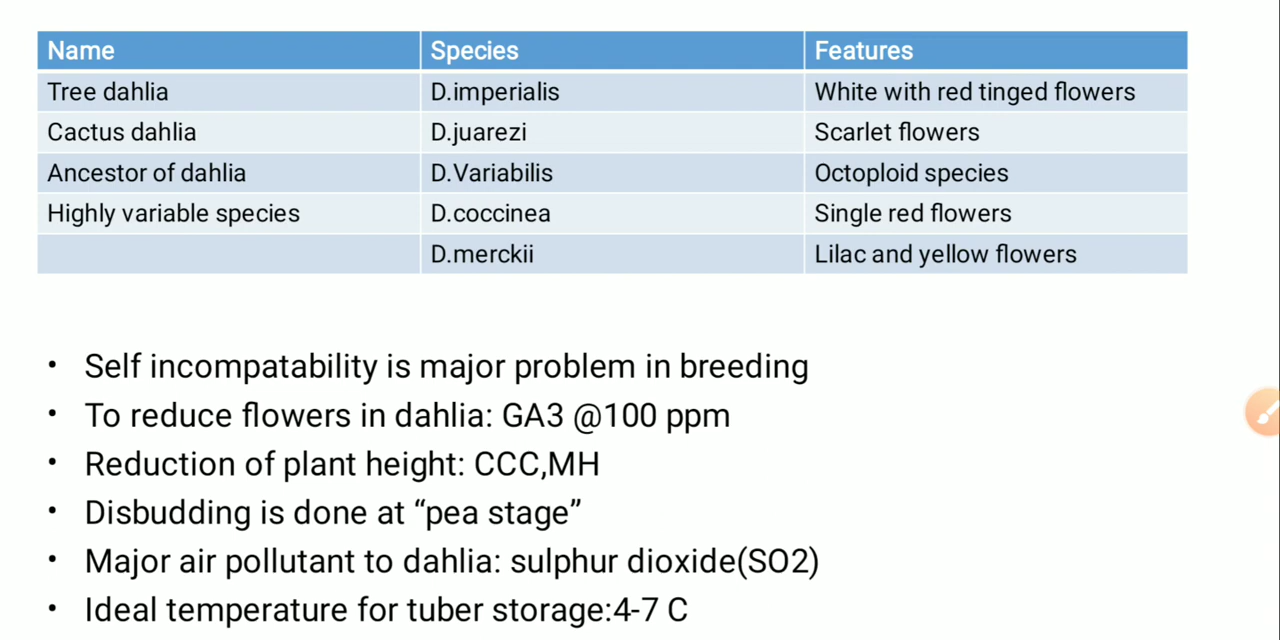 Name Species Features
Tree dahlia D.imperialis White with red tinged flowers
Cactus dahlia D.juarezi Scarlet flowers
Ancestor of dahlia D.Variabilis Octoploid species
Highly variable species D.coccinea Single red flowers
D.merckii Lilac and yellow flowers
• Self incompatability is major problem in breeding
• To reduce flowers in dahlia: GA3 @100 ppm
• Reduction of plant height: CCC,MH
• Disbudding is done at “pea stage”
• Major air pollutant to dahlia: sulphur dioxide(SO2)
• Ideal temperature for tuber storage:4-7 C